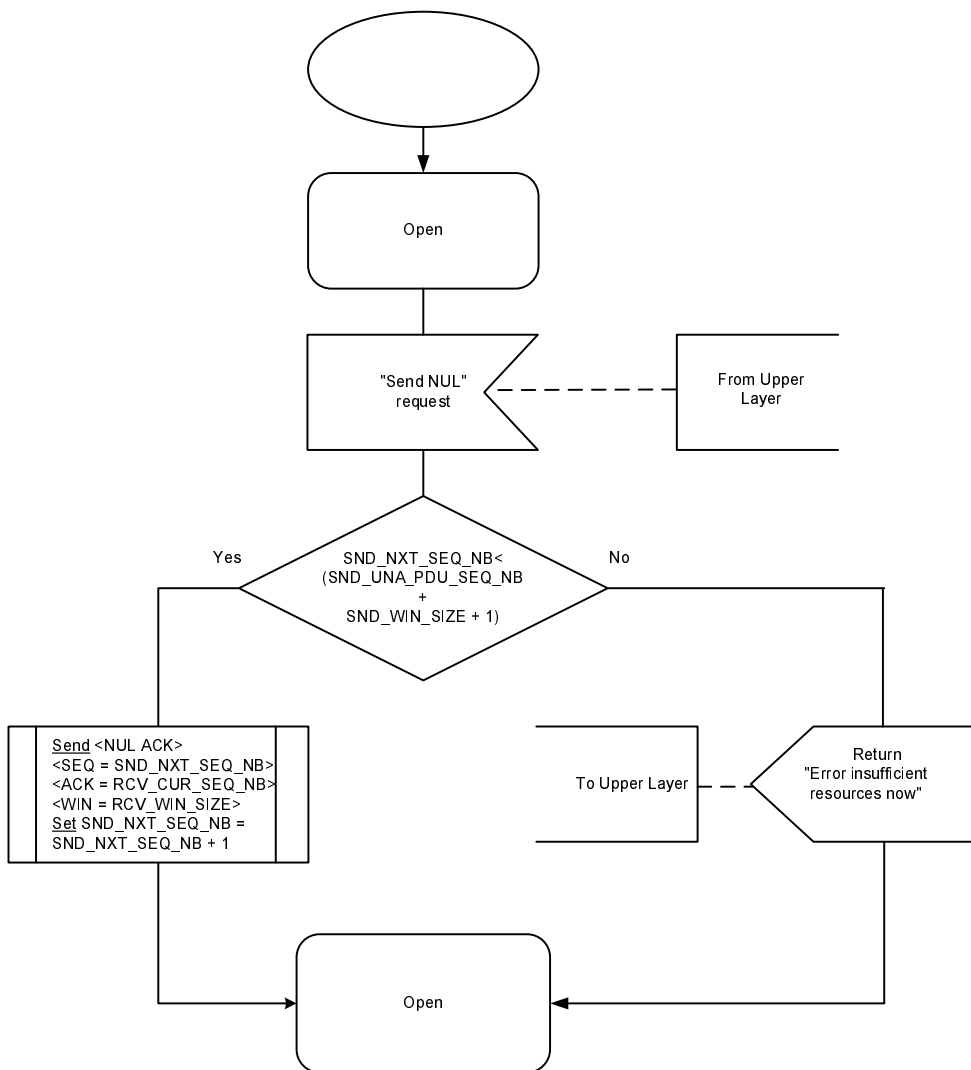 Open
"Send NUL"
request
From Upper
Layer
Yes
SND_NXT_SEQ_NB<
(SND_UNA_PDU_SEQ_NB
+
SND_WIN_SIZE + 1)
No
Send <NUL ACK>
<SEQ = SND_NXT_SEQ_NB>
<ACK = RCV_CUR_SEQ_NB>
<WIN = RCV_WIN_SIZE>
Set SND_NXT_SEQ_NB =
SND_NXT_SEQ_NB + 1
To Upper Layer
Return
"Error insufficient
resources now"
Open